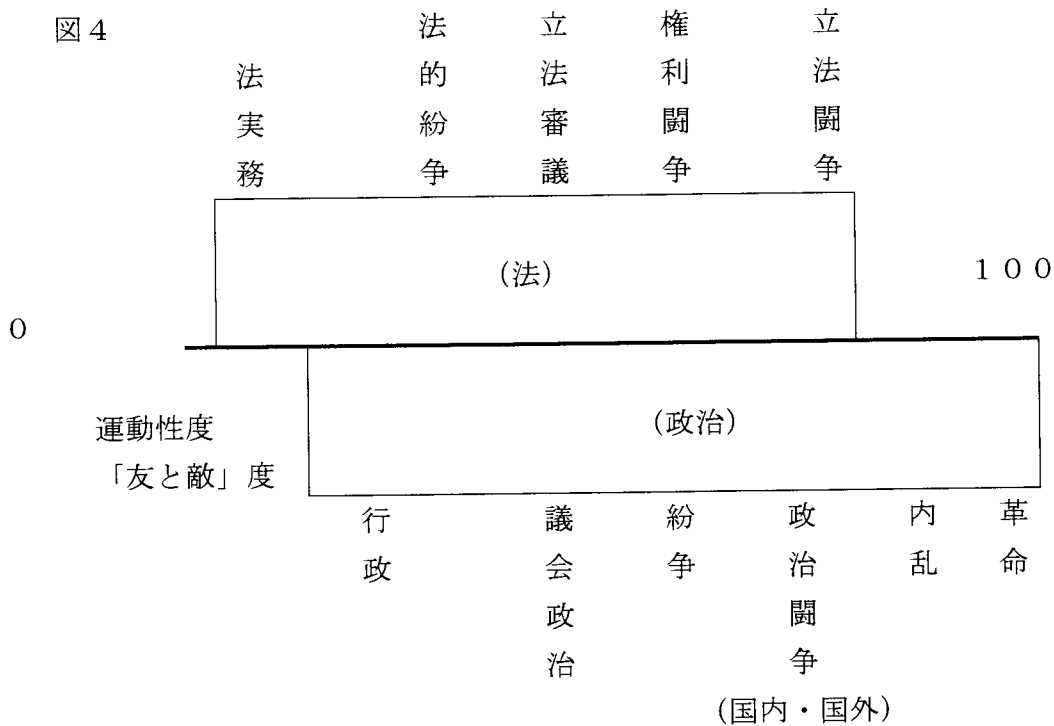 図4
法実務
法的紛争
立法審議
権利闘争
立法闘争
(法)
100
0
運動性度
「友と敵」度
(政治)
行政
議会政治
紛争
政治闘争
(国内・国外)
内乱
革命